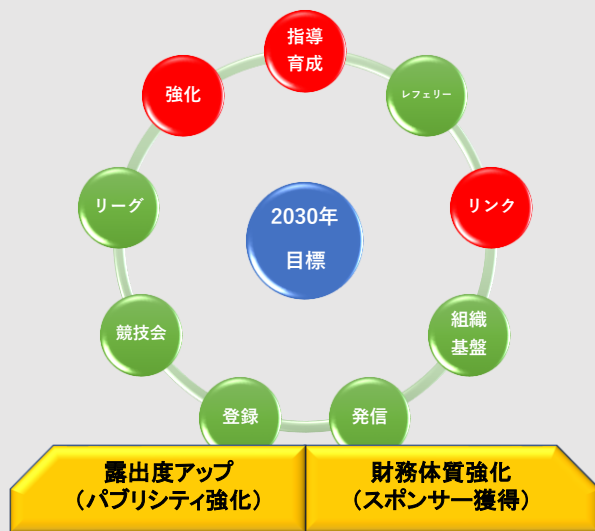 指導
育成
強化
レフェリー
リーグ
リンク
2030年
目標
競技会
組織
基盤
登録
発信
露出度アップ
（パブリシティ強化）
財務体質強化
（スポンサー獲得）